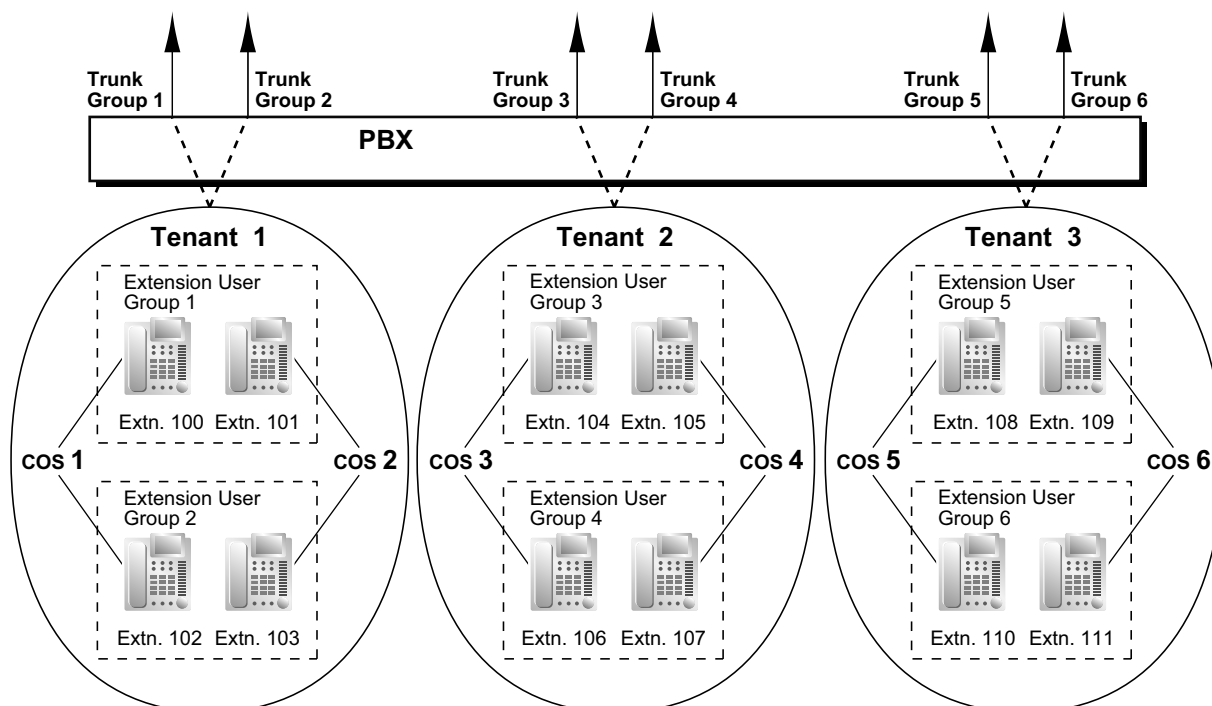 Trunk
Group 1
Trunk
Group 2
Trunk
Group 3
Trunk
Group 4
Trunk
Group 5
Trunk
Group 6
PBX
Tenant 1
Extension User
Group 1
Extn. 100
Extn. 101
COS 1
COS 2
Extension User
Group 2
Extn. 102
Extn. 103
Tenant 2
Extension User
Group 3
Extn. 104
Extn. 105
COS 3
COS 4
Extension User
Group 4
Extn. 106
Extn. 107
Tenant 3
Extension User
Group 5
Extn. 108
Extn. 109
COS 5
COS 6
Extension User
Group 6
Extn. 110
Extn. 111